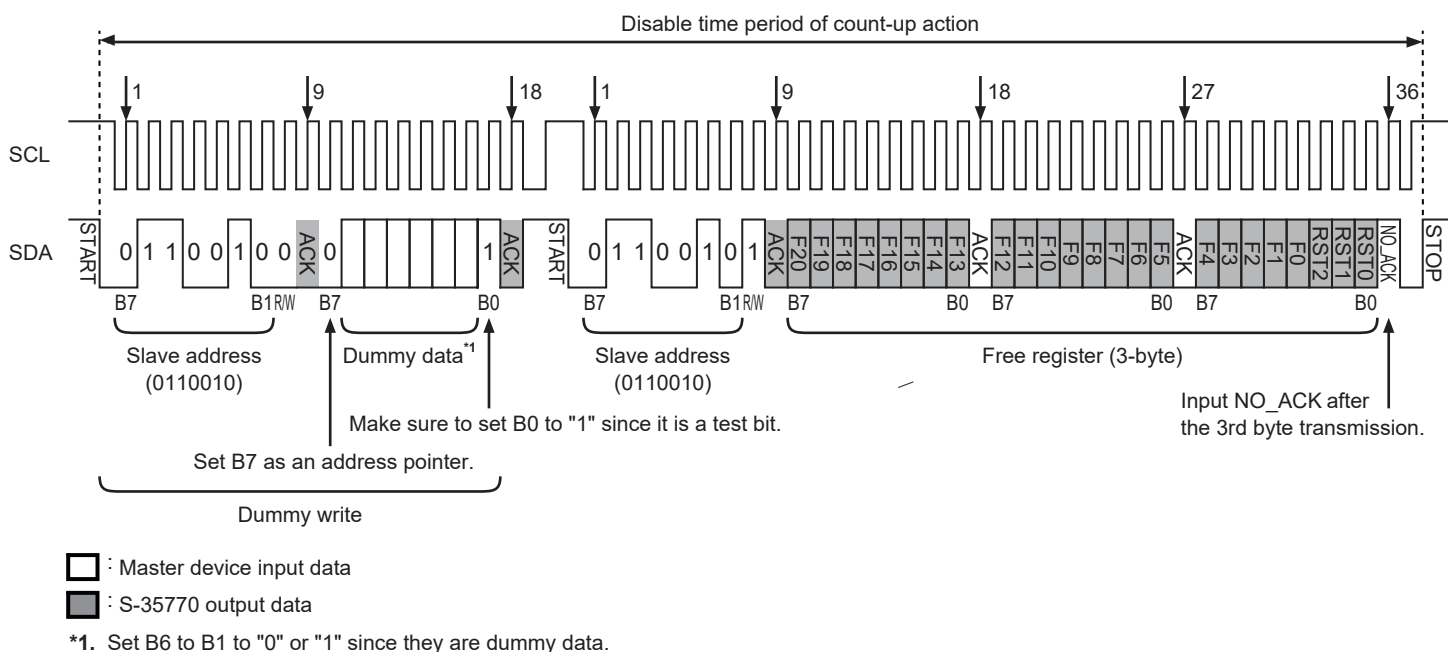 Disable time period of count-up action
1 9 18 1 9 18 27 36
SCL
SDA
START 0 1 1 0 0 1 0 0 ACK 0 1 ACK START 0 1 1 0 0 1 0 1 ACK F20 F19 F18 F17 F16 F15 F14 F13 ACK F12 F11 F10 F9 F8 F7 F6 F5 ACK F4 F3 F2 F1 F0 RST2 RST1 RST0 NO_ACK STOP
B7 B1 R/W B7 B0 B7 B1 R/W B7 B0 B7 B0 B7 B0
Slave address
(0110010)
Dummy data*1
Slave address
(0110010)
Free register (3-byte)
Make sure to set B0 to "1" since it is a test bit.
Input NO_ACK after
the 3rd byte transmission.
Set B7 as an address pointer.
Dummy write
: Master device input data
: S-35770 output data
*1. Set B6 to B1 to "0" or "1" since they are dummy data.